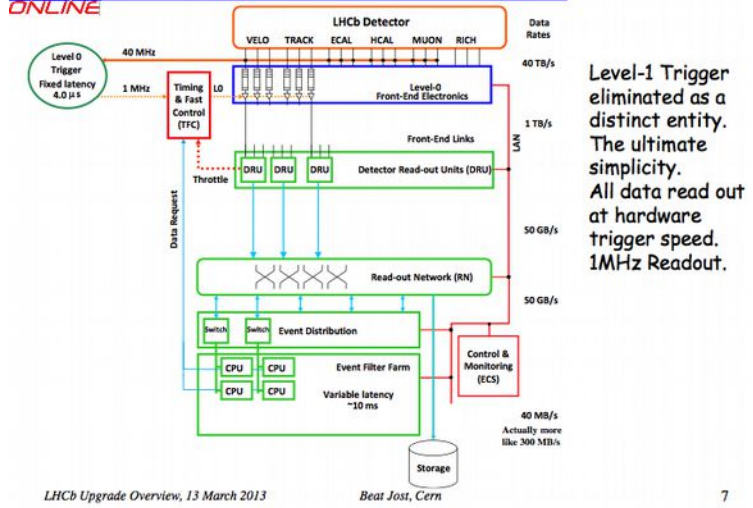 ONLINE
LHCb Detector
VELO TRACK ECAL HCAL MUON RICH
Data
Rates
40 MHz
40 TB/s
Level 0
Trigger
Fixed latency
4.0 μs
1 MHz
Timing
& Fast
Control
(TFC)
L0
Level-0
Front-End Electronics
1 TB/s
Front-End Links
LAN
DRU DRU DRU
Detector Read-out Units (DRU)
Throttle
Data Request
50 GB/s
Read-out Network (RN)
50 GB/s
Switch Switch
Event Distribution
CPU CPU
CPU CPU
Event Filter Farm
Variable latency
~10 ms
Control &
Monitoring
(ECS)
40 MB/s
Actually more
like 300 MB/s
Storage
Level-1 Trigger
eliminated as a
distinct entity.
The ultimate
simplicity.
All data read out
at hardware
trigger speed.
1MHz Readout.
LHCb Upgrade Overview, 13 March 2013
Beat Jost, Cern
7